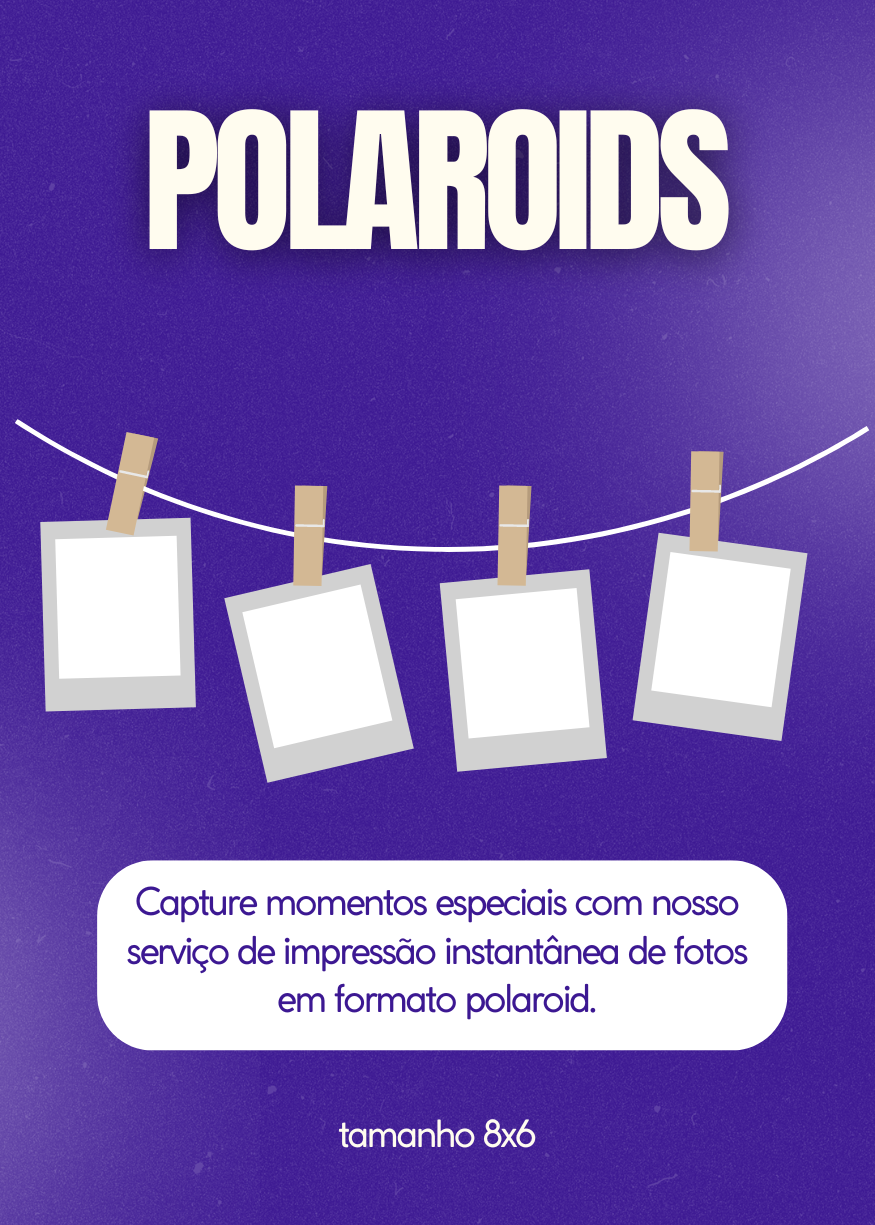 POLAROIDS
Capture momentos especiais com nosso
serviço de impressão instantânea de fotos
em formato polaroid.
tamanho 8x6